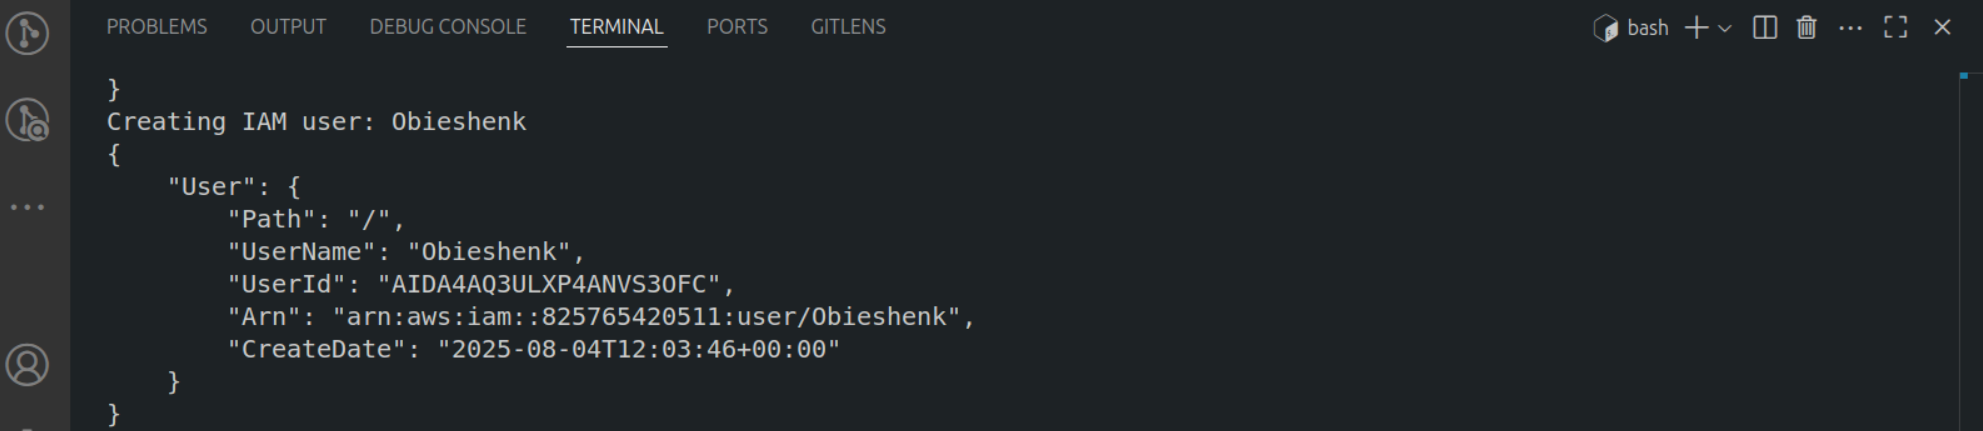 PROBLEMS OUTPUT DEBUG CONSOLE TERMINAL PORTS GITLENS bash
}
Creating IAM user: Obieshenk
{
    "User": {
        "Path": "/",
        "UserName": "Obieshenk",
        "UserId": "AIDA4AQ3ULXP4ANVS3OFC",
        "Arn": "arn:aws:iam::825765420511:user/Obieshenk",
        "CreateDate": "2025-08-04T12:03:46+00:00"
    }
}